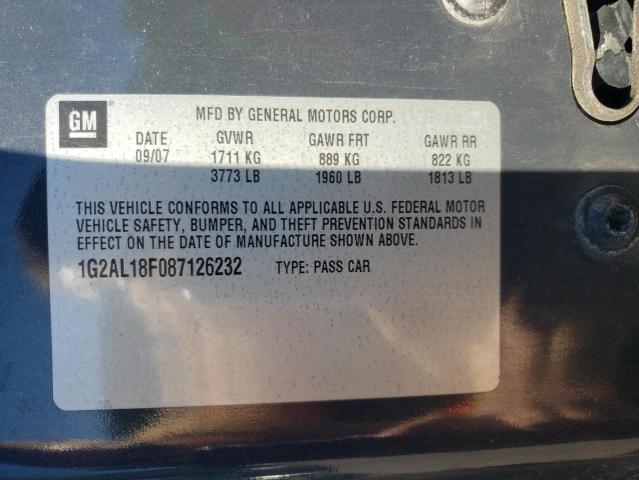 GM
MFD BY GENERAL MOTORS CORP.
DATE GVWR GAWR FRT GAWR RR
09/07 1711 KG 889 KG 822 KG
3773 LB 1960 LB 1813 LB
THIS VEHICLE CONFORMS TO ALL APPLICABLE U.S. FEDERAL MOTOR
VEHICLE SAFETY, BUMPER, AND THEFT PREVENTION STANDARDS IN
EFFECT ON THE DATE OF MANUFACTURE SHOWN ABOVE.
1G2AL18F087126232 TYPE: PASS CAR